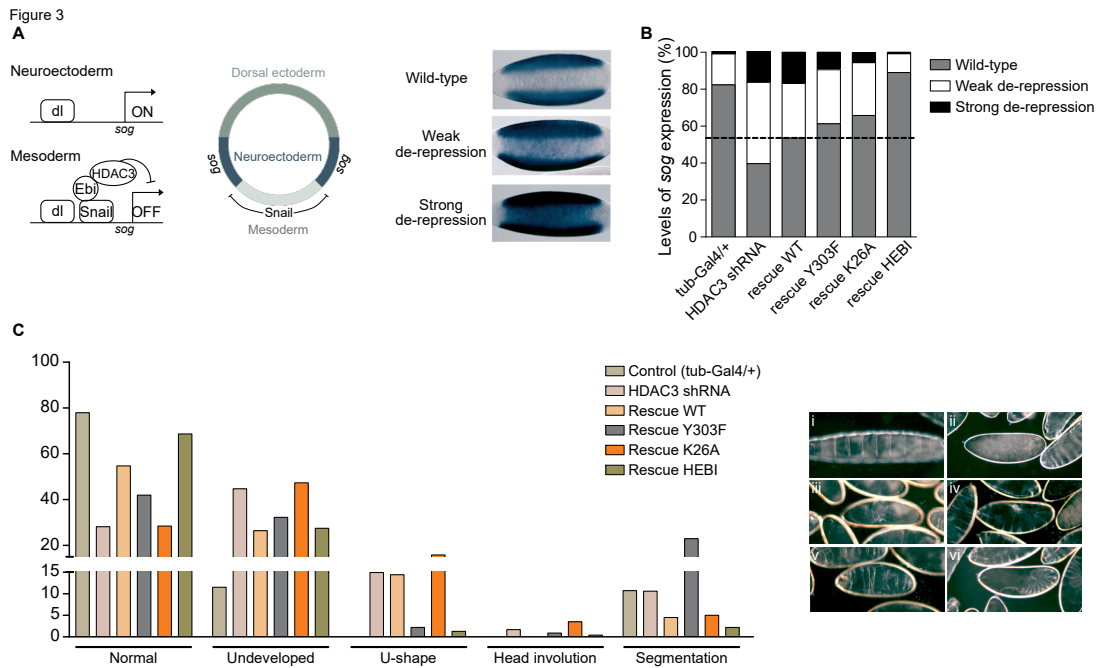 Figure 3
A
Neuroectoderm
dl
ON
sog
Mesoderm
HDAC3
Ebi
dl
Snail
OFF
sog
Dorsal ectoderm
Neuroectoderm
sog
sog
Snail
Mesoderm
Wild-type
Weak
de-repression
Strong
de-repression
B
Levels of sog expression (%)
100
80
60
40
20
0
tub-Gal4/+
HDAC3 shRNA
rescue WT
rescue Y303F
rescue K26A
rescue HEBI
Wild-type
Weak de-repression
Strong de-repression
C
100
80
60
40
20
15
10
5
0
Normal
Undeveloped
U-shape
Head involution
Segmentation
Control (tub-Gal4/+)
HDAC3 shRNA
Rescue WT
Rescue Y303F
Rescue K26A
Rescue HEBI
i
ii
iii
iv
v
vi